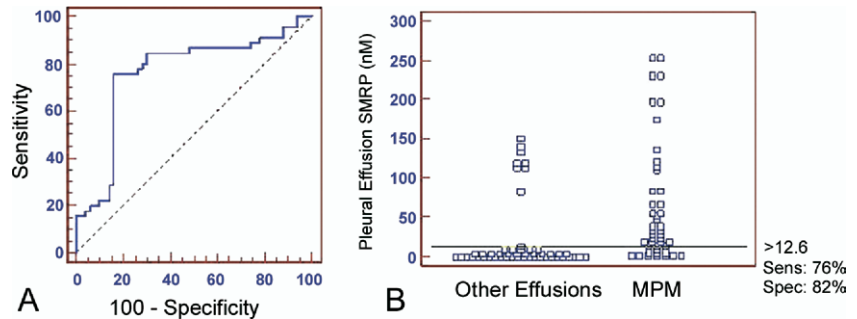 100
80
60
40
20
0
Sensitivity
0 20 40 60 80 100
100 - Specificity
A
300
250
200
150
100
50
0
Pleural Effusion SMRP (nM)
Other Effusions MPM
>12.6
Sens: 76%
Spec: 82%
B